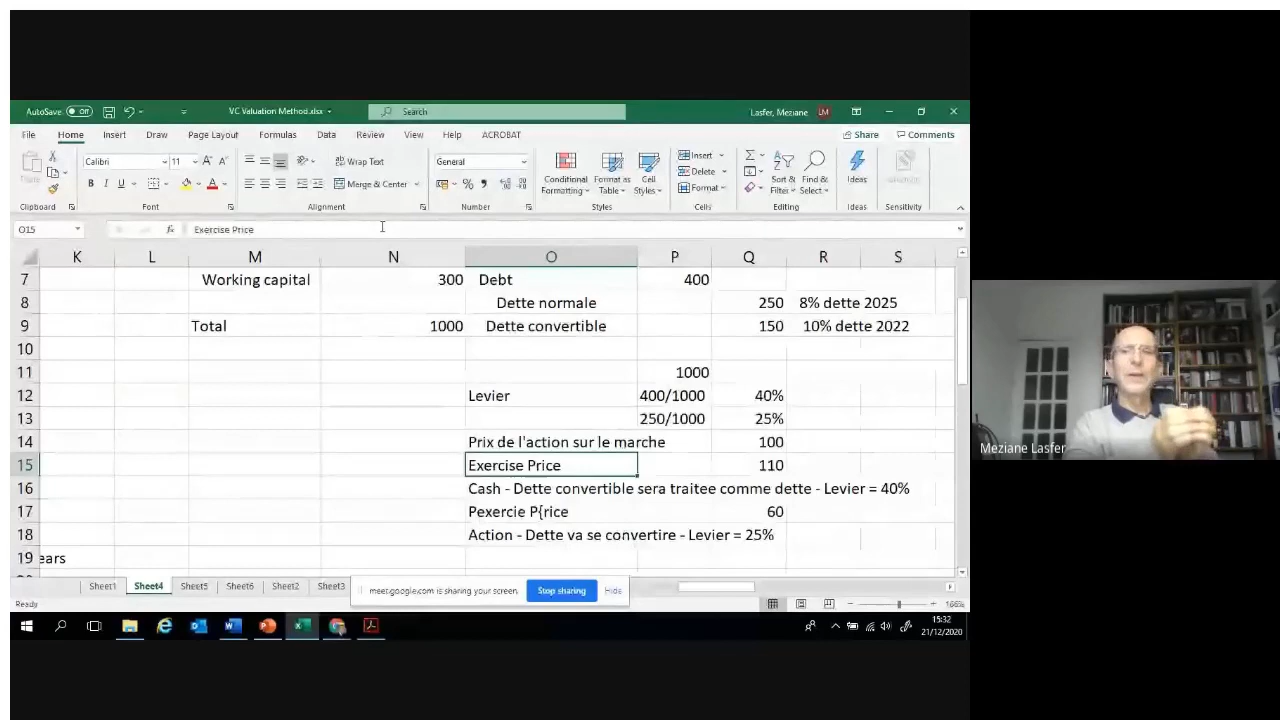 AutoSave Off VC Valuation Method.xlsx Search Lasfer, Meziane LM
File Home Insert Draw Page Layout Formulas Data Review View Help ACROBAT Share Comments
Calibri 11 Wrap Text General Insert
Paste B I U Merge & Center % Conditional Formatting Format as Table Cell Styles Delete Format Sort & Filter Find & Select Ideas Sensitivity
Clipboard Font Alignment Number Styles Cells Editing Ideas Sensitivity
O15 fx Exercise Price
K L M N O P Q R S
7 Working capital 300 Debt 400
8 Dette normale 250 8% dette 2025
9 Total 1000 Dette convertible 150 10% dette 2022
10
11 1000
12 Levier 400/1000 40%
13 250/1000 25%
14 Prix de l'action sur le marche 100
15 Exercise Price 110
16 Cash - Dette convertible sera traitee comme dette - Levier = 40%
17 Pexercie P{rice 60
18 Action - Dette va se convertire - Levier = 25%
19 ears
Sheet1 Sheet4 Sheet5 Sheet6 Sheet2 Sheet3
meet.google.com is sharing your screen. Stop sharing Hide
Ready 166%
15:32
21/12/2020
Meziane Lasfer